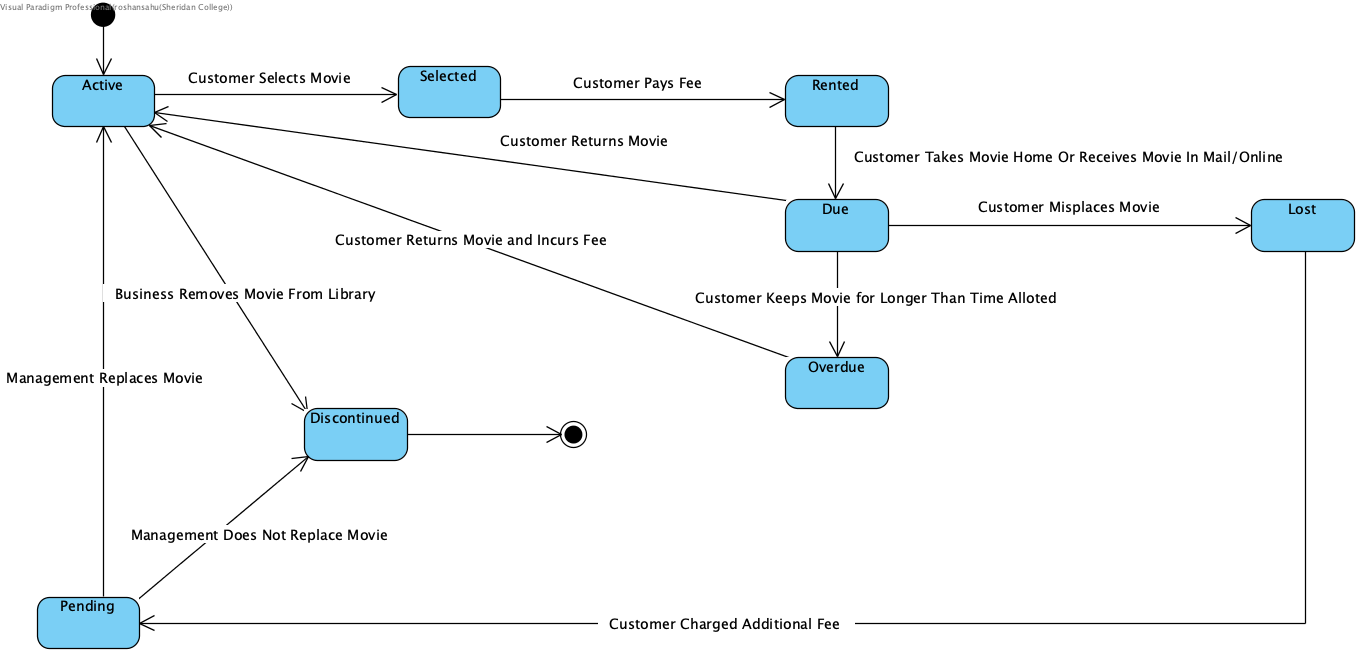 Visual Paradigm Professional(roshansahu(Sheridan College))
Active
Customer Selects Movie
Selected
Customer Pays Fee
Rented
Customer Returns Movie
Customer Takes Movie Home Or Receives Movie In Mail/Online
Due
Customer Misplaces Movie
Lost
Customer Returns Movie and Incurs Fee
Business Removes Movie From Library
Customer Keeps Movie for Longer Than Time Alloted
Overdue
Management Replaces Movie
Discontinued
Management Does Not Replace Movie
Pending
Customer Charged Additional Fee